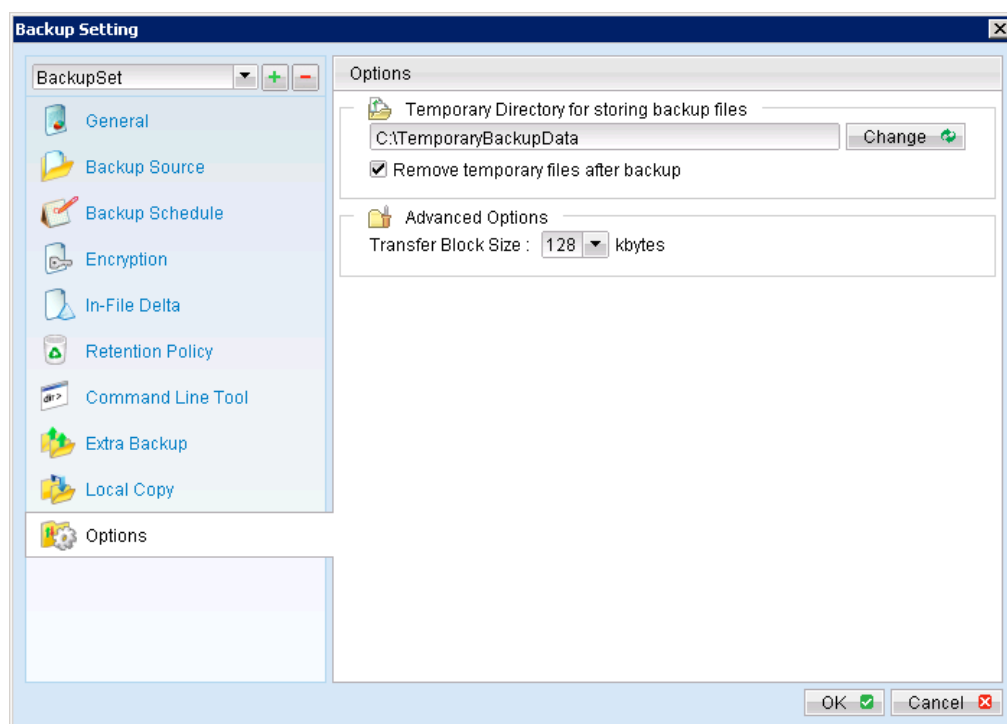 Backup Setting
BackupSet
General
Backup Source
Backup Schedule
Encryption
In-File Delta
Retention Policy
dir>
Command Line Tool
Extra Backup
Local Copy
Options
Options
Temporary Directory for storing backup files
C:\TemporaryBackupData
Change
Remove temporary files after backup
Advanced Options
Transfer Block Size : 128 kbytes
OK
Cancel